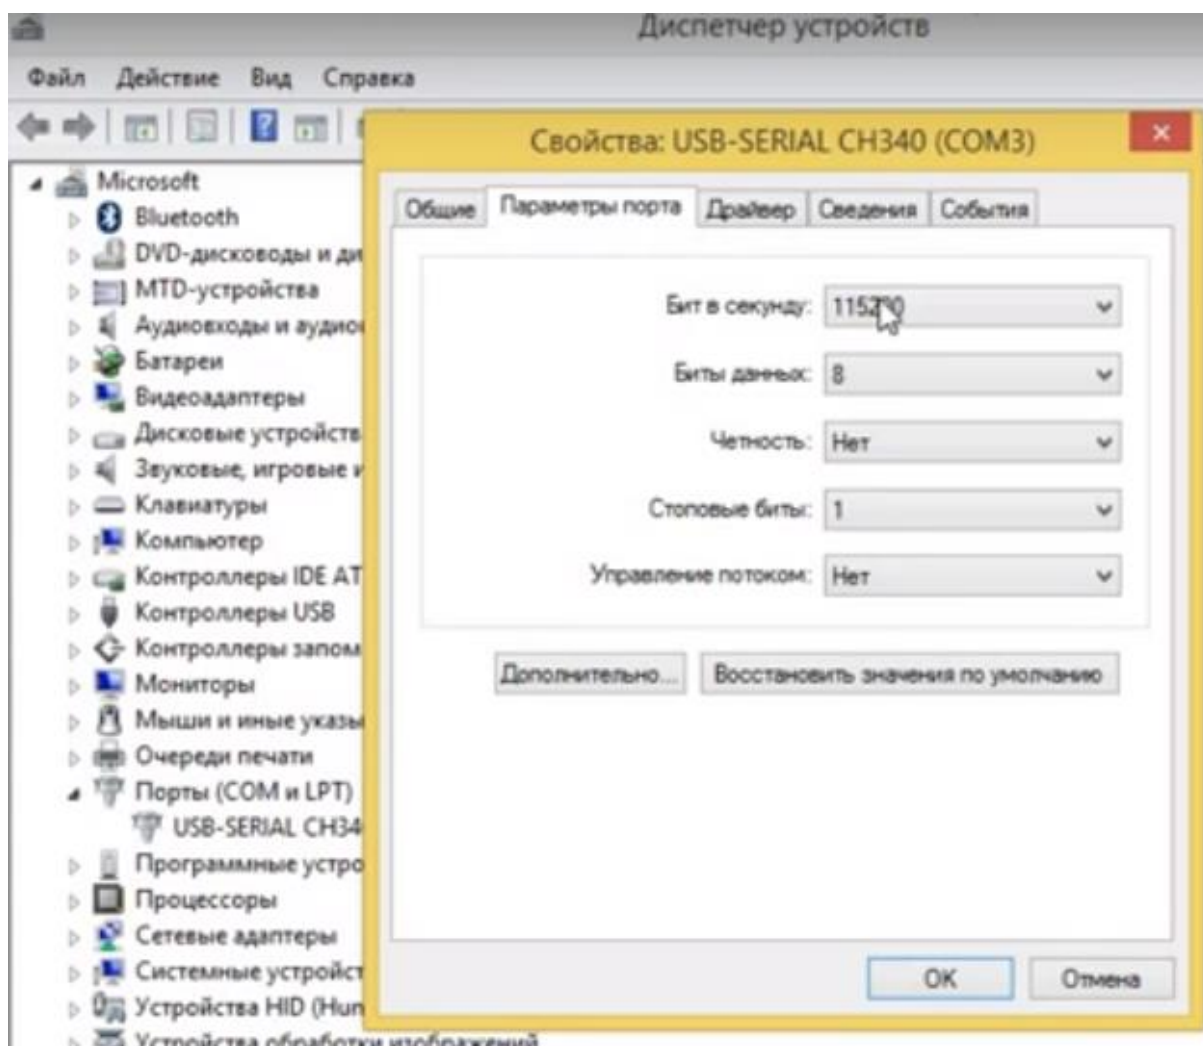 Диспетчер устройств
Файл Действие Вид Справка
Microsoft
Bluetooth
DVD-дисководы и ди
MTD-устройства
Аудиовходы и аудио
Батареи
Видеоадаптеры
Дисковые устройств
Звуковые, игровые и
Клавиатуры
Компьютер
Контроллеры IDE AT
Контроллеры USB
Контроллеры запом
Мониторы
Мыши и иные указы
Очереди печати
Порты (COM и LPT)
USB-SERIAL CH34
Программные устро
Процессоры
Сетевые адаптеры
Системные устройст
Устройства HID (Hum
Устройства обработки изображений
Свойства: USB-SERIAL CH340 (COM3)
Общие Параметры порта Драйвер Сведения События
Бит в секунду: 115200
Биты данных: 8
Четность: Нет
Стоповые биты: 1
Управление потоком: Нет
Дополнительно... Восстановить значения по умолчанию
OK Отмена